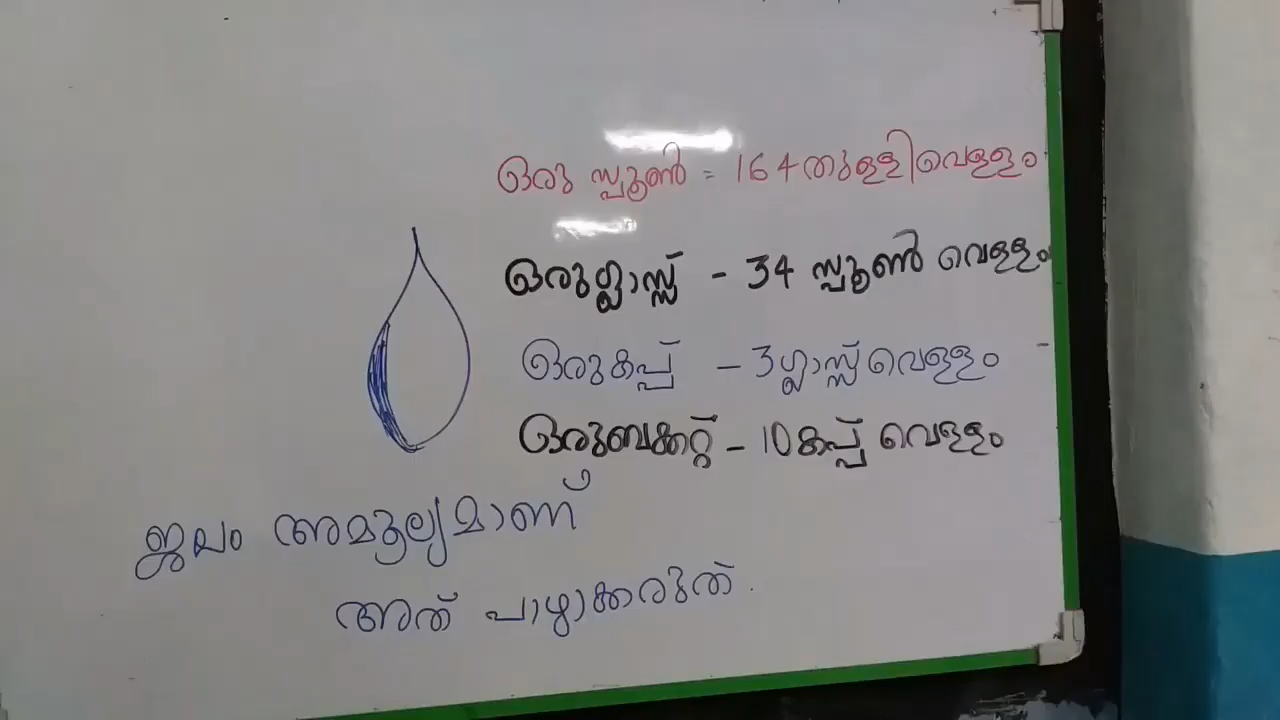 ഒരു സ്പൂൺ = 164 തുള്ളി വെള്ളം
ഒരു ഗ്ലാസ്സ് - 34 സ്പൂൺ വെള്ളം
ഒരു കപ്പ് - 3 ഗ്ലാസ്സ് വെള്ളം
ഒരു ബക്കറ്റ് - 10 കപ്പ് വെള്ളം
ജലം അമൂല്യമാണ്
അത് പാഴാക്കരുത്.